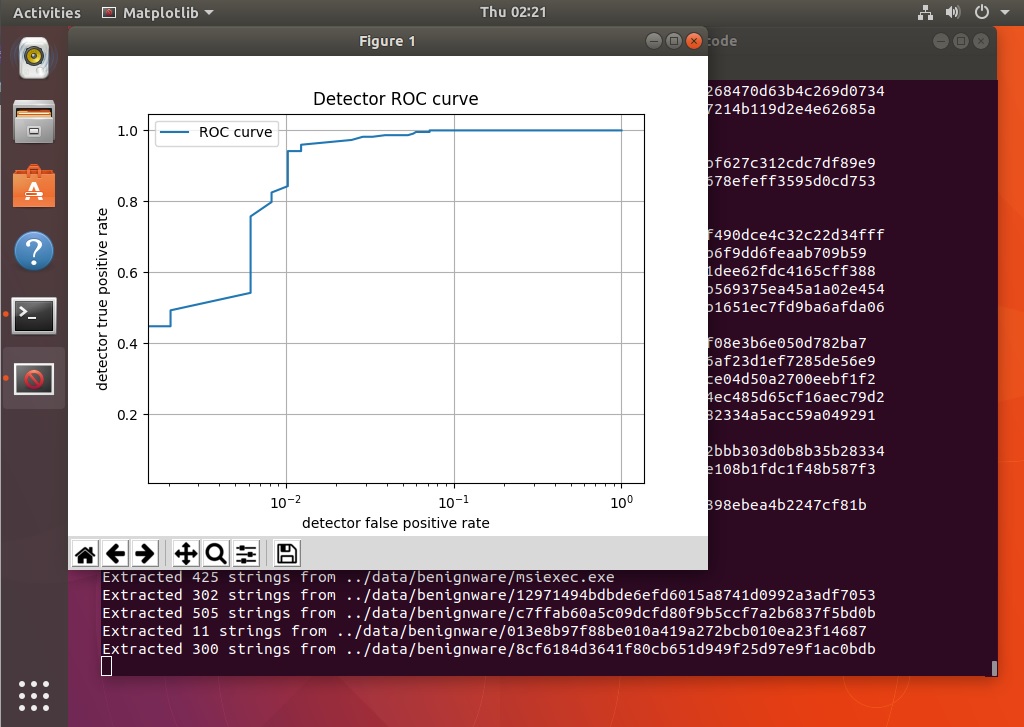 Activities Matplotlib Thu 02:21
Figure 1
code
268470d63b4c269d0734
7214b119d2e4e62685a
Detector ROC curve
ROC curve
1.0
0.8
0.6
0.4
0.2
detector true positive rate
10⁻² 10⁻¹ 10⁰
detector false positive rate
bf627c312cdc7df89e9
578efeff3595d0cd753
f490dce4c32c22d34fff
b6f9dd6feaab709b59
1dee62fdc4165cff388
b569375ea45a1a02e454
b1651ec7fd9ba6afda06
f08e3b6e050d782ba7
6af23d1ef7285de56e9
ce04d50a2700eebf1f2
4ec485d65cf16aec79d2
82334a5acc59a049291
2bbb303d0b8b35b28334
e108b1fdc1f48b587f3
398ebea4b2247cf81b
Extracted 425 strings from ../data/benignware/msiexec.exe
Extracted 302 strings from ../data/benignware/12971494bdbde6efd6015a8741d0992a3adf7053
Extracted 505 strings from ../data/benignware/c7ffab60a5c09dcfd80f9b5ccf7a2b6837f5bd0b
Extracted 11 strings from ../data/benignware/013e8b97f88be010a419a272bcb010ea23f14687
Extracted 300 strings from ../data/benignware/8cf6184d3641f80cb651d949f25d97e9f1ac0bdb